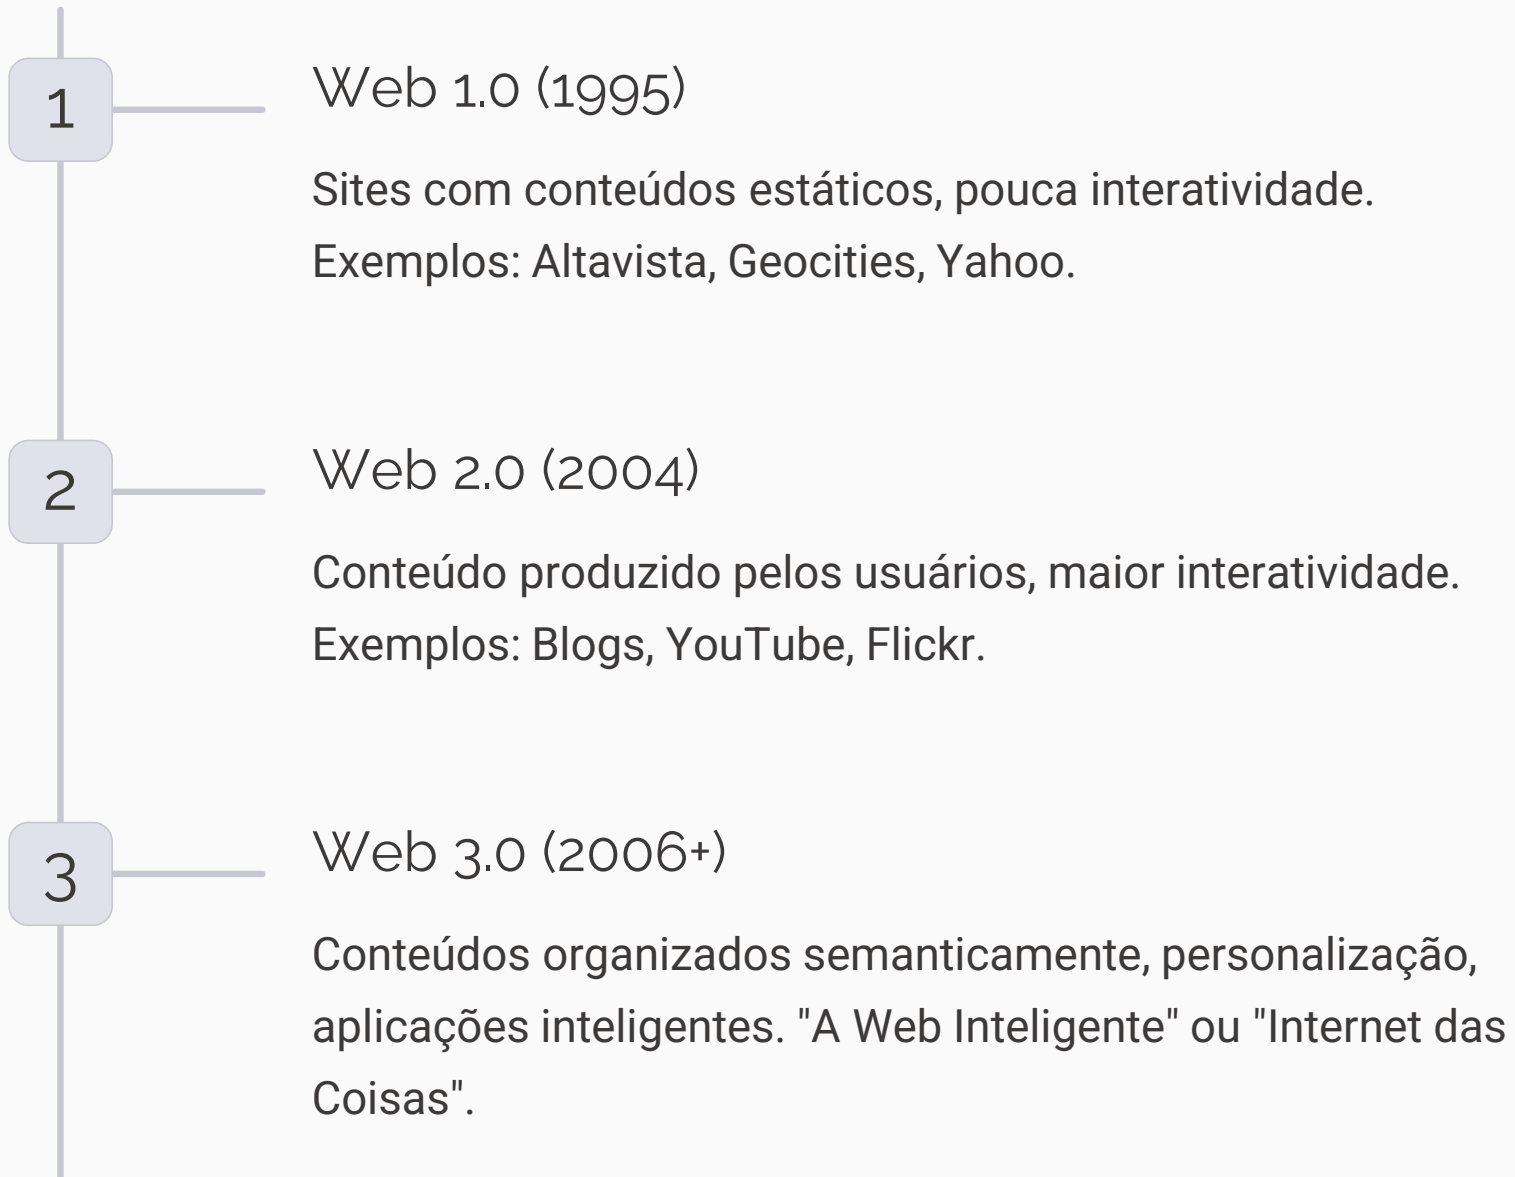 1
Web 1.0 (1995)
Sites com conteúdos estáticos, pouca interatividade.
Exemplos: Altavista, Geocities, Yahoo.
2
Web 2.0 (2004)
Conteúdo produzido pelos usuários, maior interatividade.
Exemplos: Blogs, YouTube, Flickr.
3
Web 3.0 (2006+)
Conteúdos organizados semanticamente, personalização,
aplicações inteligentes. "A Web Inteligente" ou "Internet das
Coisas".